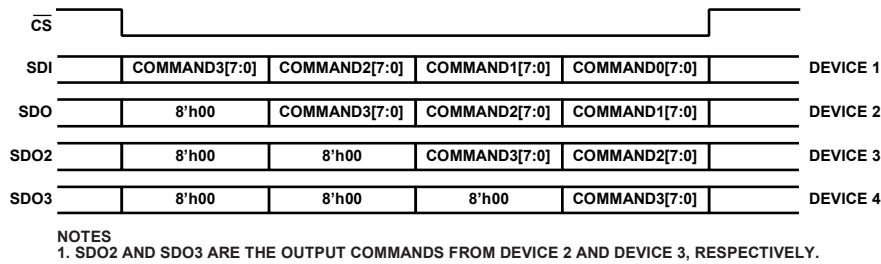 CS
SDI COMMAND3[7:0] COMMAND2[7:0] COMMAND1[7:0] COMMAND0[7:0] DEVICE 1
SDO 8'h00 COMMAND3[7:0] COMMAND2[7:0] COMMAND1[7:0] DEVICE 2
SDO2 8'h00 8'h00 COMMAND3[7:0] COMMAND2[7:0] DEVICE 3
SDO3 8'h00 8'h00 8'h00 COMMAND3[7:0] DEVICE 4
NOTES
1. SDO2 AND SDO3 ARE THE OUTPUT COMMANDS FROM DEVICE 2 AND DEVICE 3, RESPECTIVELY.